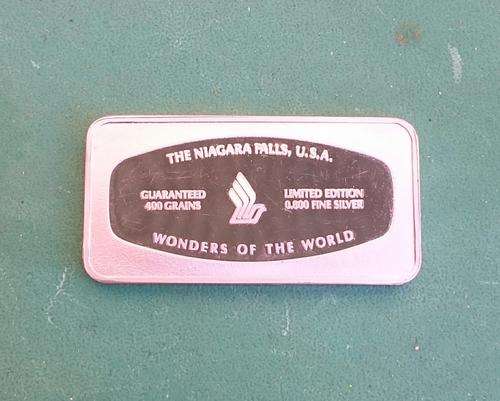 THE NIAGARA FALLS, U.S.A.
GUARANTEED
400 GRAINS
LIMITED EDITION
0.800 FINE SILVER
WONDERS OF THE WORLD